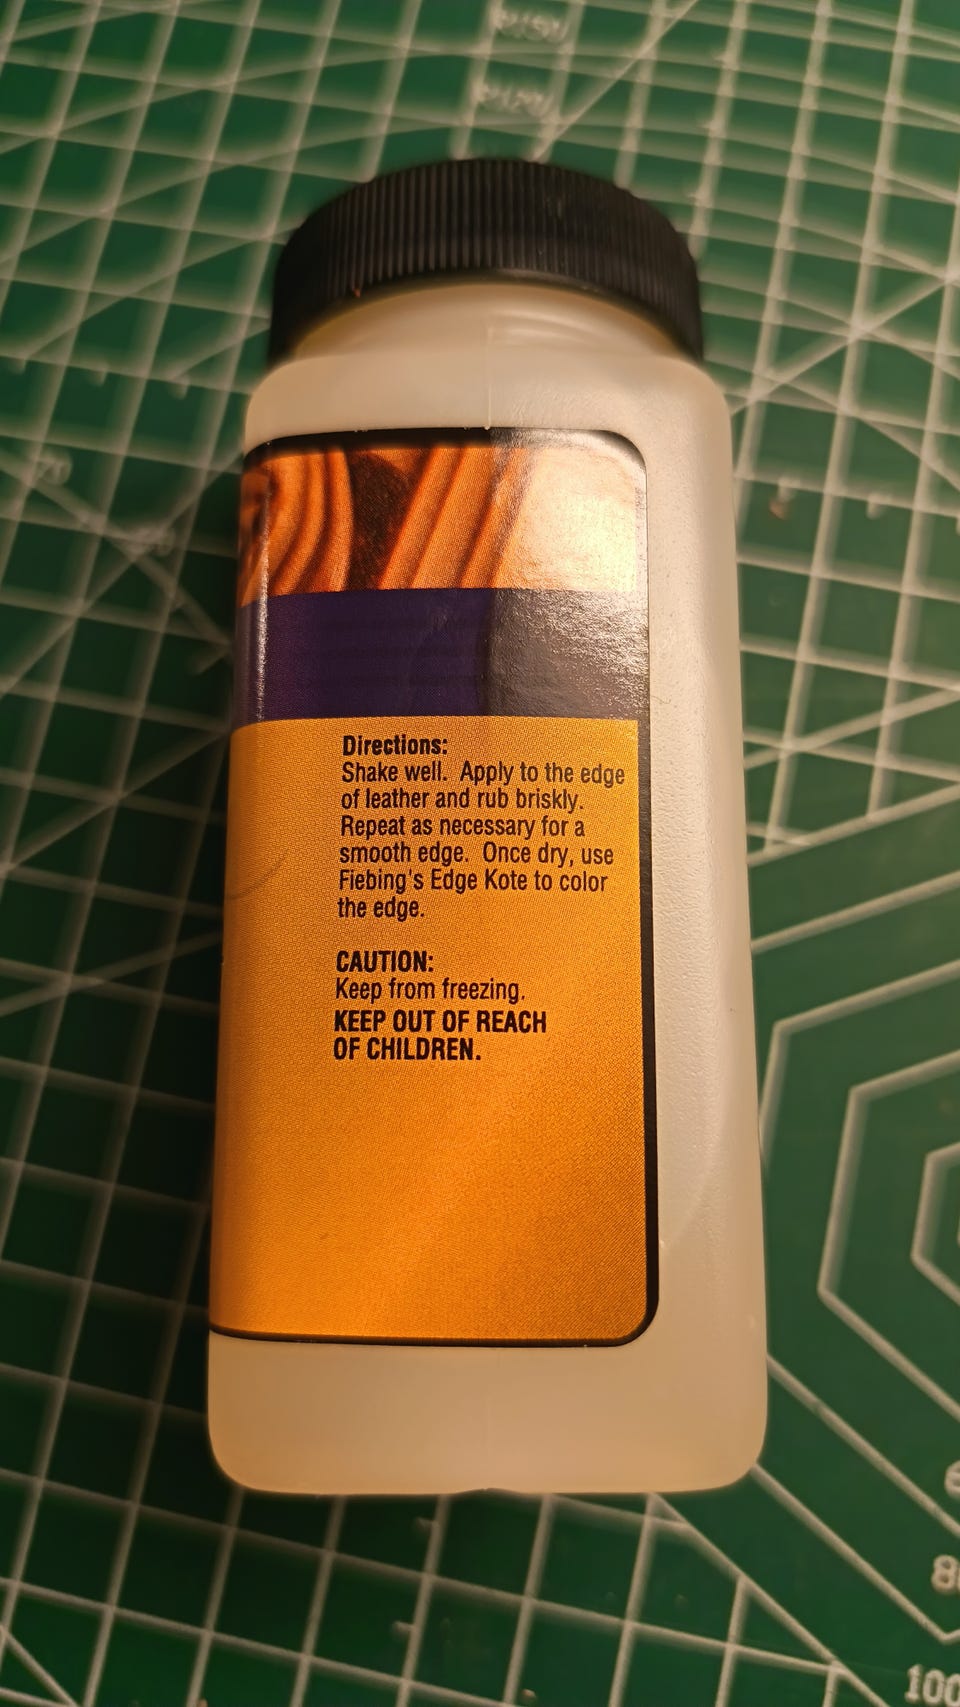 Directions:
Shake well. Apply to the edge
of leather and rub briskly.
Repeat as necessary for a
smooth edge. Once dry, use
Fiebing's Edge Kote to color
the edge.
CAUTION:
Keep from freezing.
KEEP OUT OF REACH
OF CHILDREN.
100